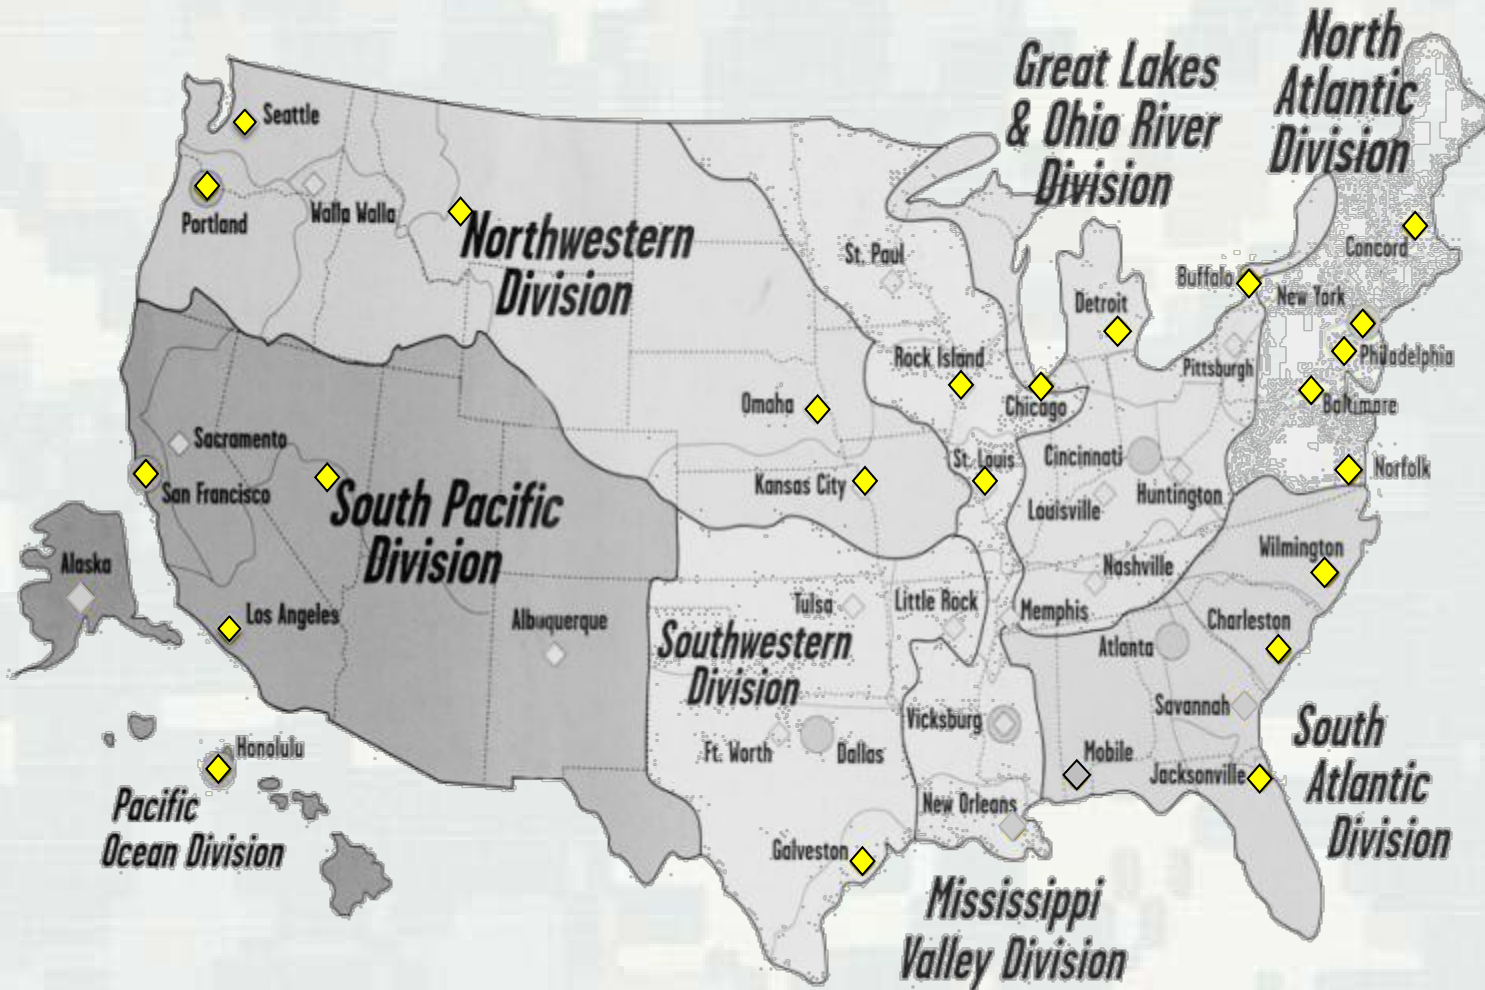 North
Atlantic
Division
Great Lakes
& Ohio River
Division
Seattle
Portland
Walla Walla
Northwestern
Division
St. Paul
Concord
Buffalo
New York
Detroit
Philadelphia
Pittsburgh
Rock Island
Chicago
Baltimore
Omaha
Sacramento
San Francisco
St. Louis
Cincinnati
Norfolk
Kansas City
Huntington
Louisville
South Pacific
Division
Wilmington
Nashville
Alaska
Los Angeles
Albuquerque
Tulsa
Little Rock
Memphis
Charleston
Atlanta
Southwestern
Division
Savannah
Vicksburg
Ft. Worth
Dallas
Mobile
Jacksonville
South
Atlantic
Division
Honolulu
Pacific
Ocean Division
New Orleans
Galveston
Mississippi
Valley Division